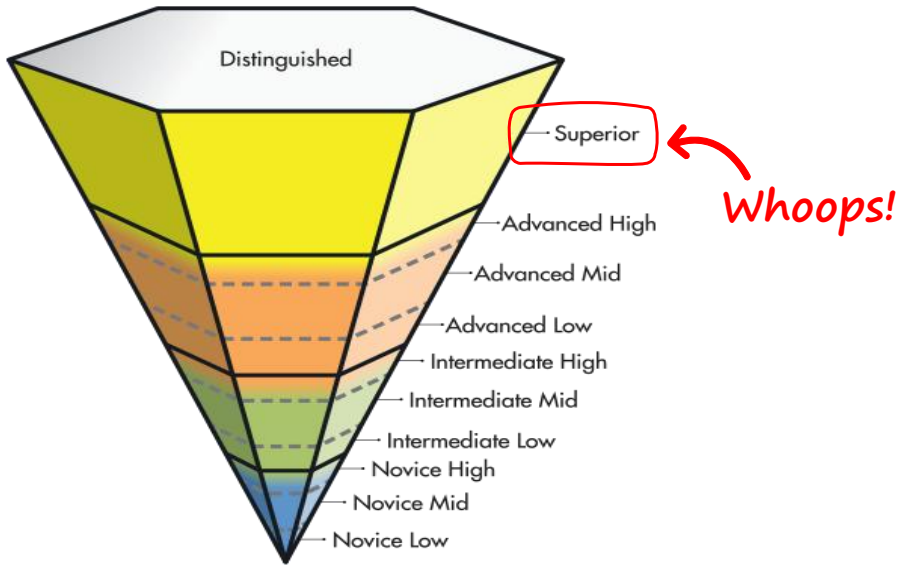 Distinguished
Superior
Whoops!
Advanced High
Advanced Mid
Advanced Low
Intermediate High
Intermediate Mid
Intermediate Low
Novice High
Novice Mid
Novice Low